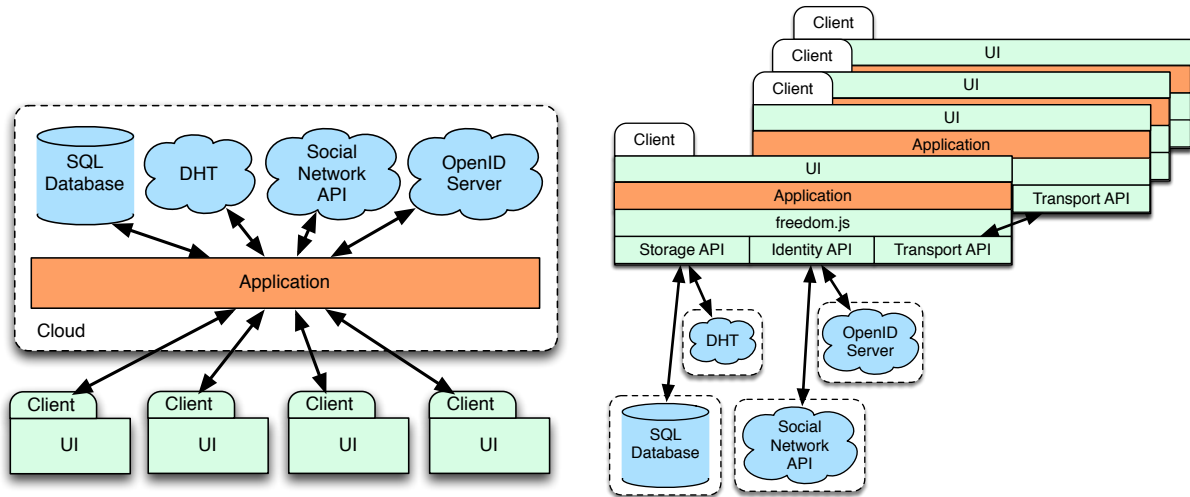 SQL
Database
DHT
Social
Network
API
OpenID
Server
Application
Cloud
Client
UI
Client
UI
Client
UI
Client
UI
Client
UI
Client
UI
Client
UI
Application
Transport API
Client
UI
Application
freedom.js
Storage API
Identity API
Transport API
DHT
OpenID
Server
SQL
Database
Social
Network
API